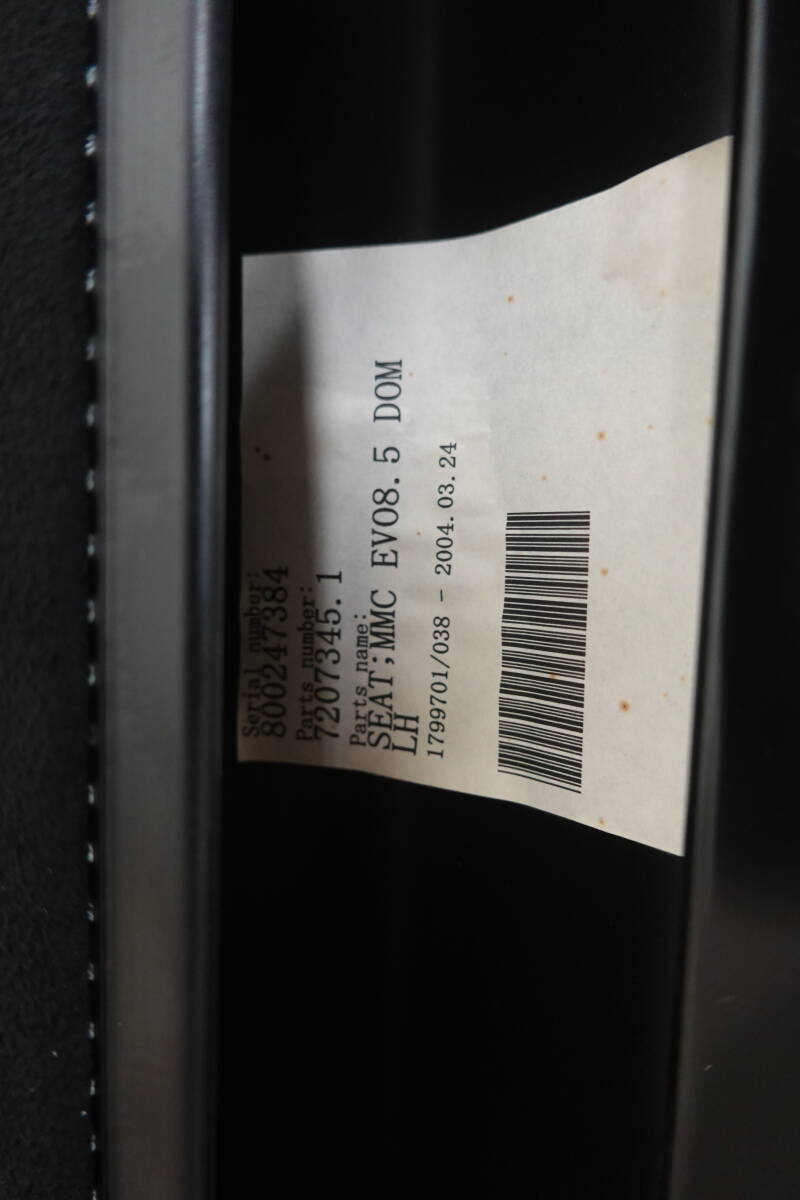 Serial number:
800247384
Parts number:
7207345.1
Parts name:
SEAT;MMC EVO8.5 DOM
LH
1799701/038 - 2004.03.24